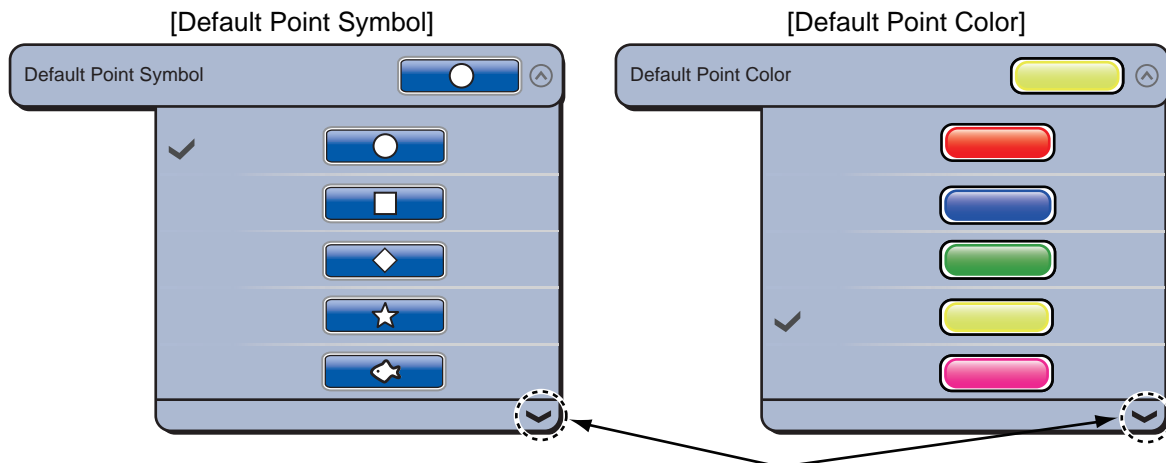 [Default Point Symbol]
[Default Point Color]
Default Point Symbol
Default Point Color